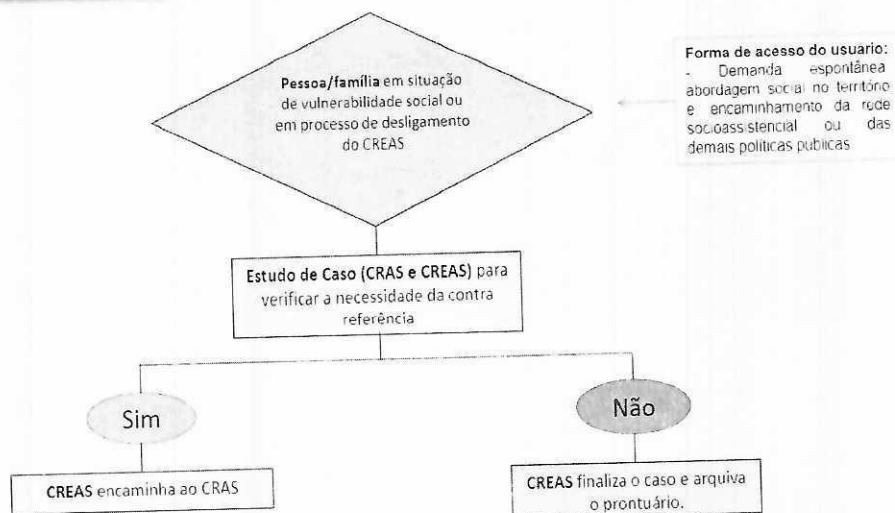 Pessoa/família em situação
de vulnerabilidade social ou
em processo de desligamento
do CREAS
Forma de acesso do usuario:
- Demanda espontânea
abordagem social no território
e encaminhamento da rede
socioassistencial ou das
demais políticas publicas
Estudo de Caso (CRAS e CREAS) para
verificar a necessidade da contra
referência
Sim
Não
CREAS encaminha ao CRAS
CREAS finaliza o caso e arquiva
o prontuário.